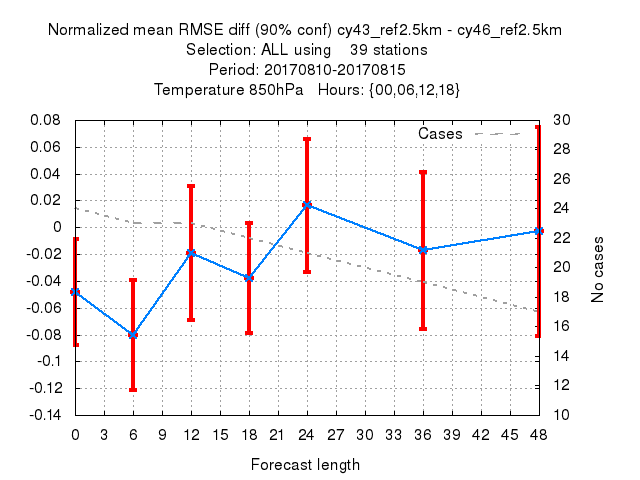 Normalized mean RMSE diff (90% conf) cy43_ref2.5km - cy46_ref2.5km
Selection: ALL using    39 stations
Period: 20170810-20170815
Temperature 850hPa   Hours: {00,06,12,18}
Cases
0.08
0.06
0.04
0.02
0
-0.02
-0.04
-0.06
-0.08
-0.1
-0.12
-0.14
30
28
26
24
22
20
18
16
14
12
10
No cases
0 3 6 9 12 15 18 21 24 27 30 33 36 39 42 45 48
Forecast length